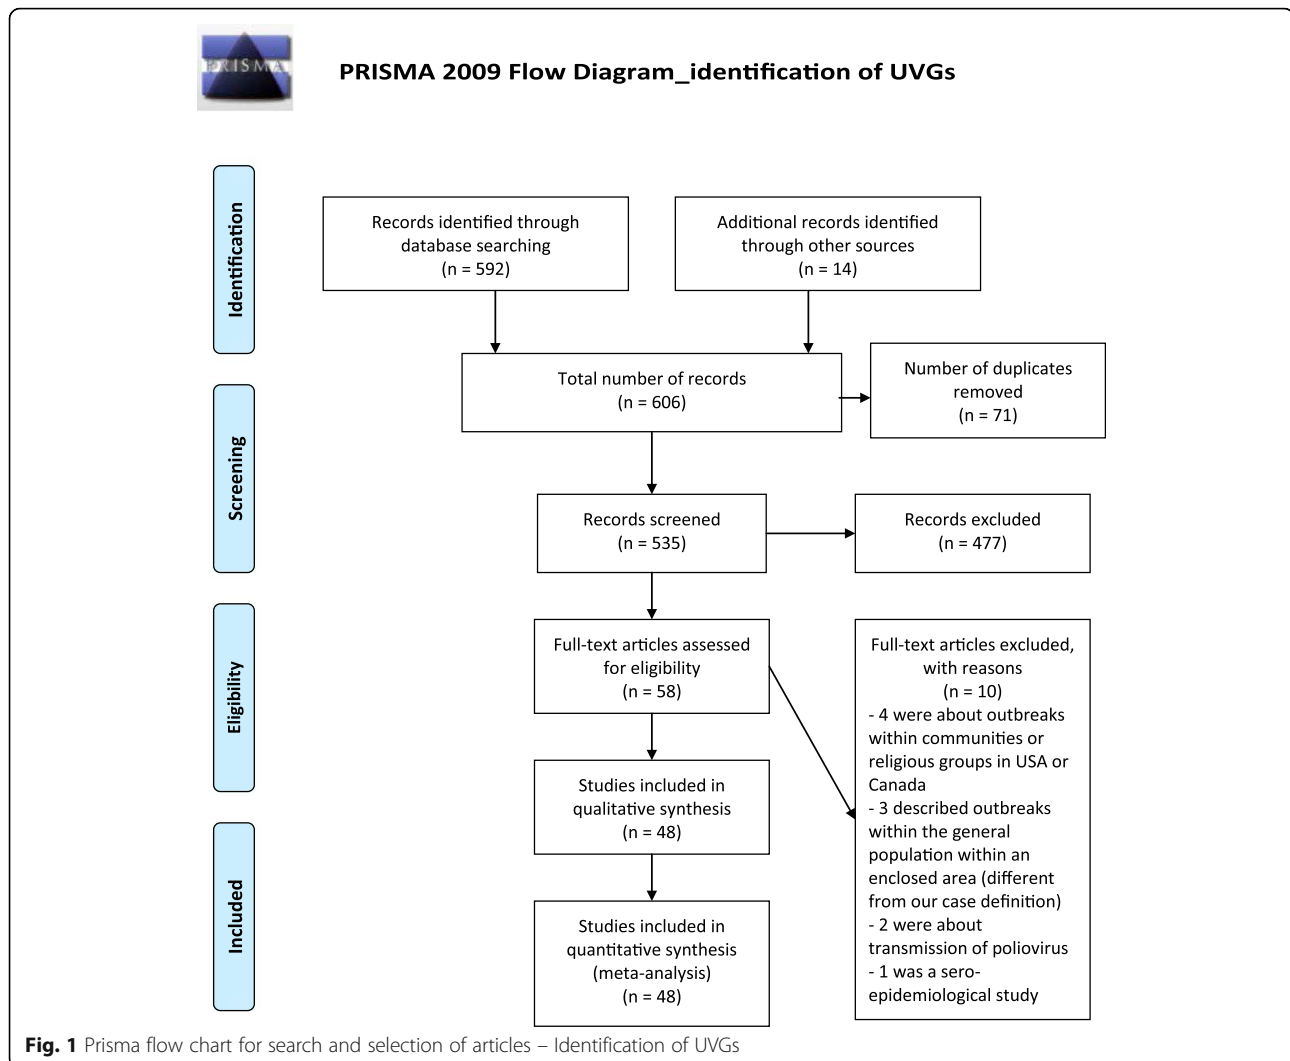 PRISMA
PRISMA 2009 Flow Diagram_identification of UVGs
Identification
Records identified through
database searching
(n = 592)
Additional records identified
through other sources
(n = 14)
Total number of records
(n = 606)
Number of duplicates
removed
(n = 71)
Screening
Records screened
(n = 535)
Records excluded
(n = 477)
Eligibility
Full-text articles assessed
for eligibility
(n = 58)
Full-text articles excluded,
with reasons
(n = 10)
- 4 were about outbreaks
within communities or
religious groups in USA or
Canada
- 3 described outbreaks
within the general
population within an
enclosed area (different
from our case definition)
- 2 were about
transmission of poliovirus
- 1 was a sero-
epidemiological study
Studies included in
qualitative synthesis
(n = 48)
Included
Studies included in
quantitative synthesis
(meta-analysis)
(n = 48)
Fig. 1 Prisma flow chart for search and selection of articles – Identification of UVGs